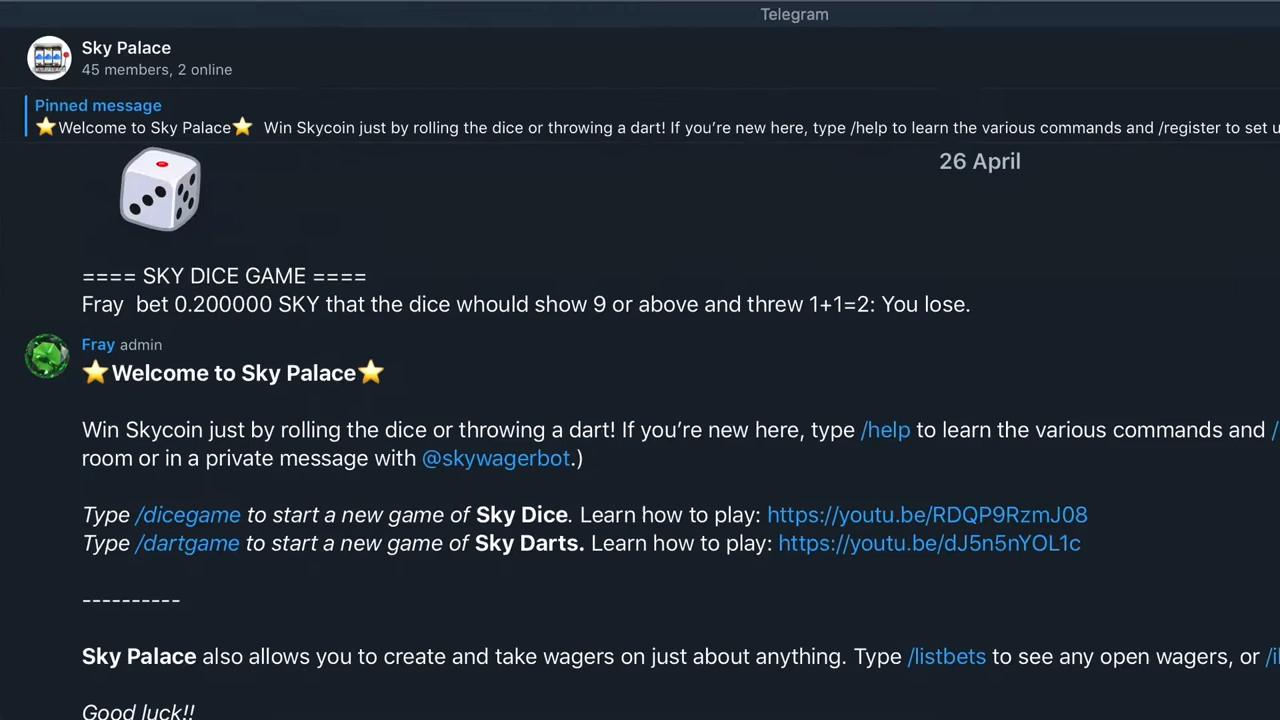 Telegram
Sky Palace
45 members, 2 online
Pinned message
⭐Welcome to Sky Palace⭐ Win Skycoin just by rolling the dice or throwing a dart! If you’re new here, type /help to learn the various commands and /register to set u
26 April
==== SKY DICE GAME ====
Fray bet 0.200000 SKY that the dice whould show 9 or above and threw 1+1=2: You lose.
Fray admin
⭐Welcome to Sky Palace⭐
Win Skycoin just by rolling the dice or throwing a dart! If you’re new here, type /help to learn the various commands and /
room or in a private message with @skywagerbot.)
Type /dicegame to start a new game of Sky Dice. Learn how to play: https://youtu.be/RDQP9RzmJ08
Type /dartgame to start a new game of Sky Darts. Learn how to play: https://youtu.be/dJ5n5nYOL1c
----------
Sky Palace also allows you to create and take wagers on just about anything. Type /listbets to see any open wagers, or
Good luck!!